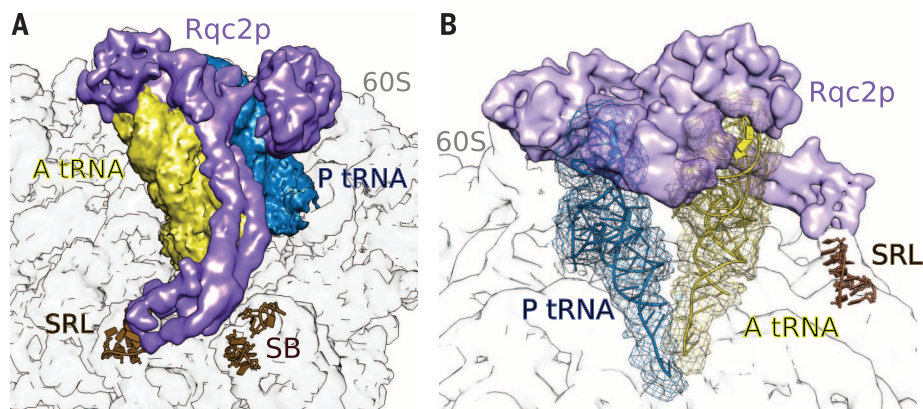 A
Rqc2p
60S
A tRNA
P tRNA
SRL
SB
B
Rqc2p
60S
SRL
P tRNA
A tRNA